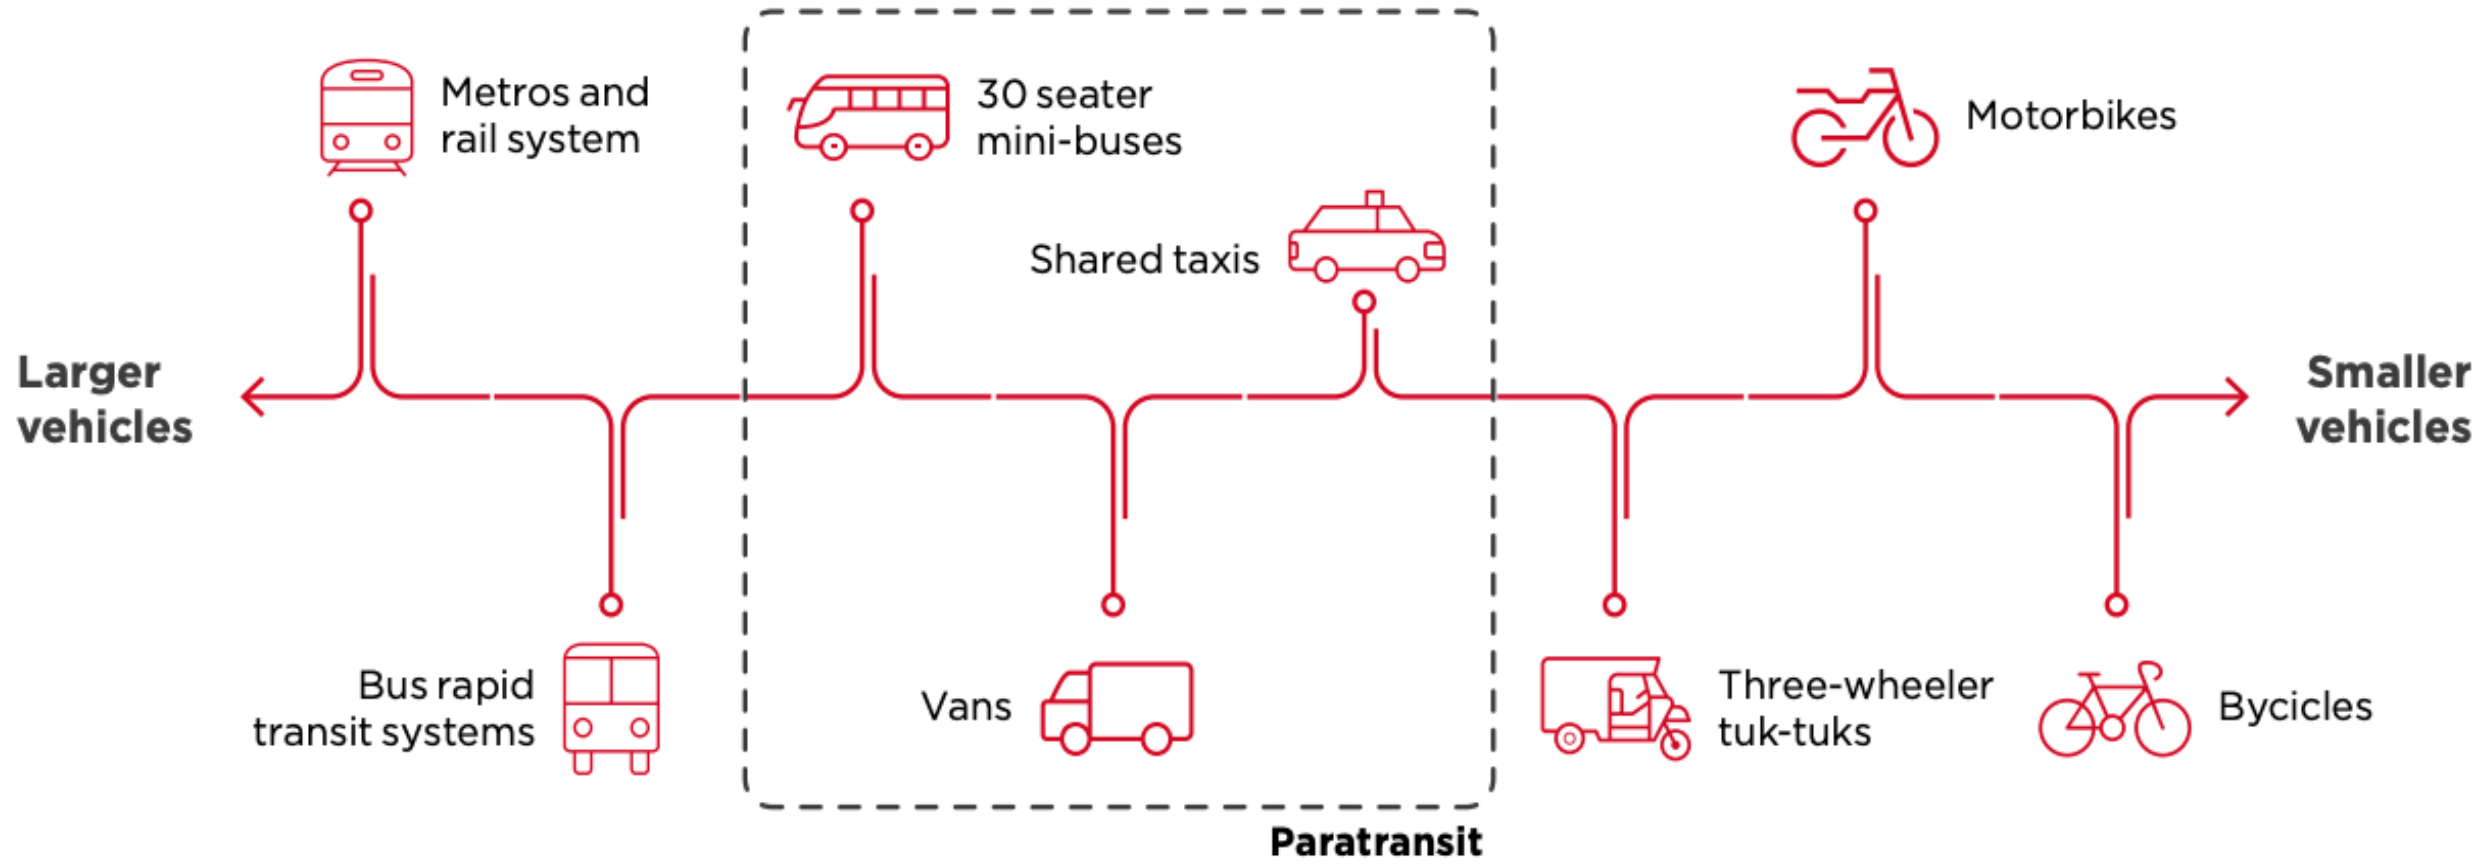 Metros and
rail system
30 seater
mini-buses
Motorbikes
Shared taxis
Larger
vehicles
Smaller
vehicles
Bus rapid
transit systems
Vans
Three-wheeler
tuk-tuks
Bycicles
Paratransit